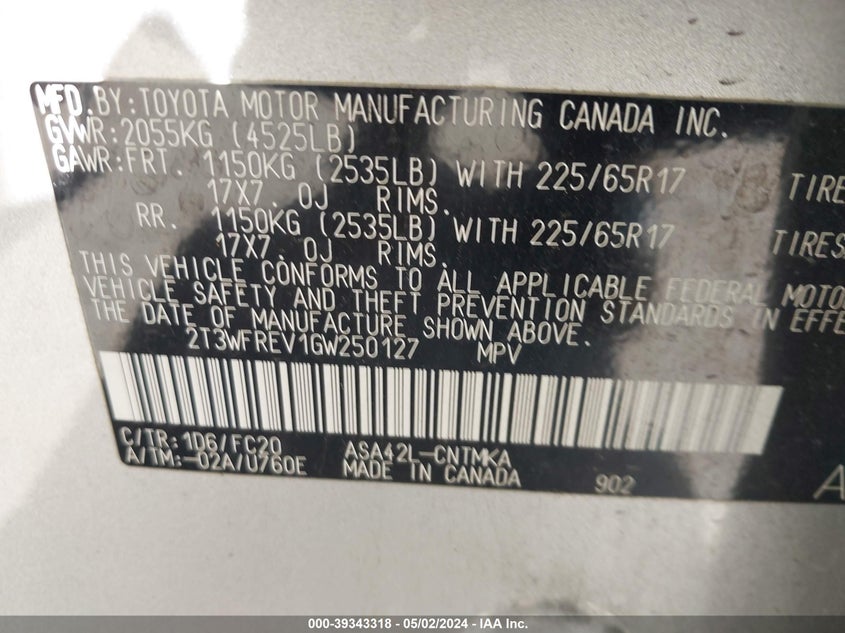 MFD.BY:TOYOTA MOTOR MANUFACTURING CANADA INC.
GVWR:2055KG (4525LB)
GAWR:FRT. 1150KG (2535LB) WITH 225/65R17 TIRE
17X7.0J RIMS.
RR. 1150KG (2535LB) WITH 225/65R17 TIRES
17X7.0J RIMS.
THIS VEHICLE CONFORMS TO ALL APPLICABLE FEDERAL MOTO
VEHICLE SAFETY AND THEFT PREVENTION STANDARDS IN EFFE
THE DATE OF MANUFACTURE SHOWN ABOVE.
2T3WFREV1GW250127 MPV
C/TR:1D6/FC20 ASA42L-CNTMKA
A/TM:-02A/U760E MADE IN CANADA 902 A
000-39343318 - 05/02/2024 - IAA Inc.